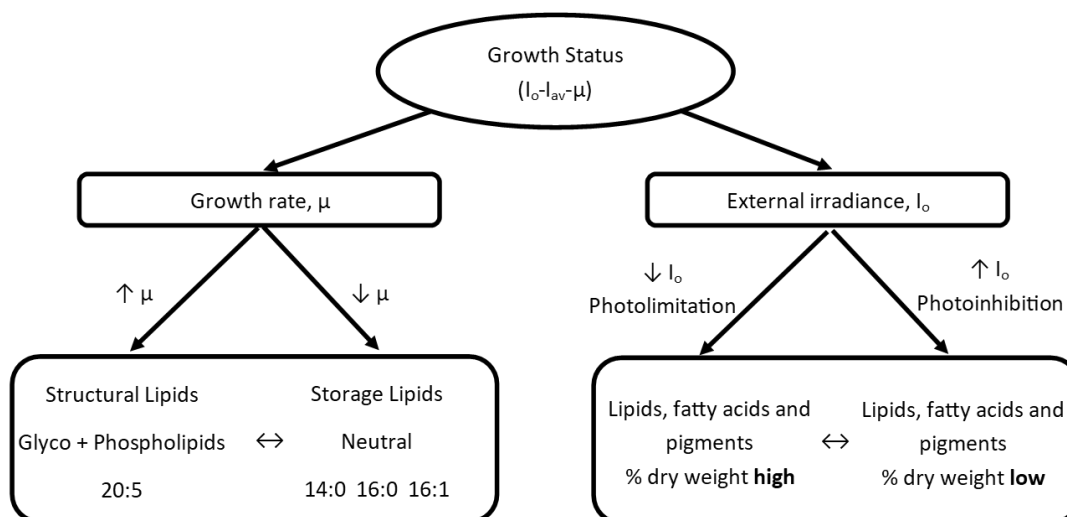 Growth Status
(Iₒ-Iₐᵥ-μ)
Growth rate, μ
External irradiance, Iₒ
↑ μ
↓ μ
↓ Iₒ
Photolimitation
↑ Iₒ
Photoinhibition
Structural Lipids
Glyco + Phospholipids
20:5
↔
Storage Lipids
Neutral
14:0 16:0 16:1
Lipids, fatty acids and
pigments
% dry weight high
↔
Lipids, fatty acids and
pigments
% dry weight low